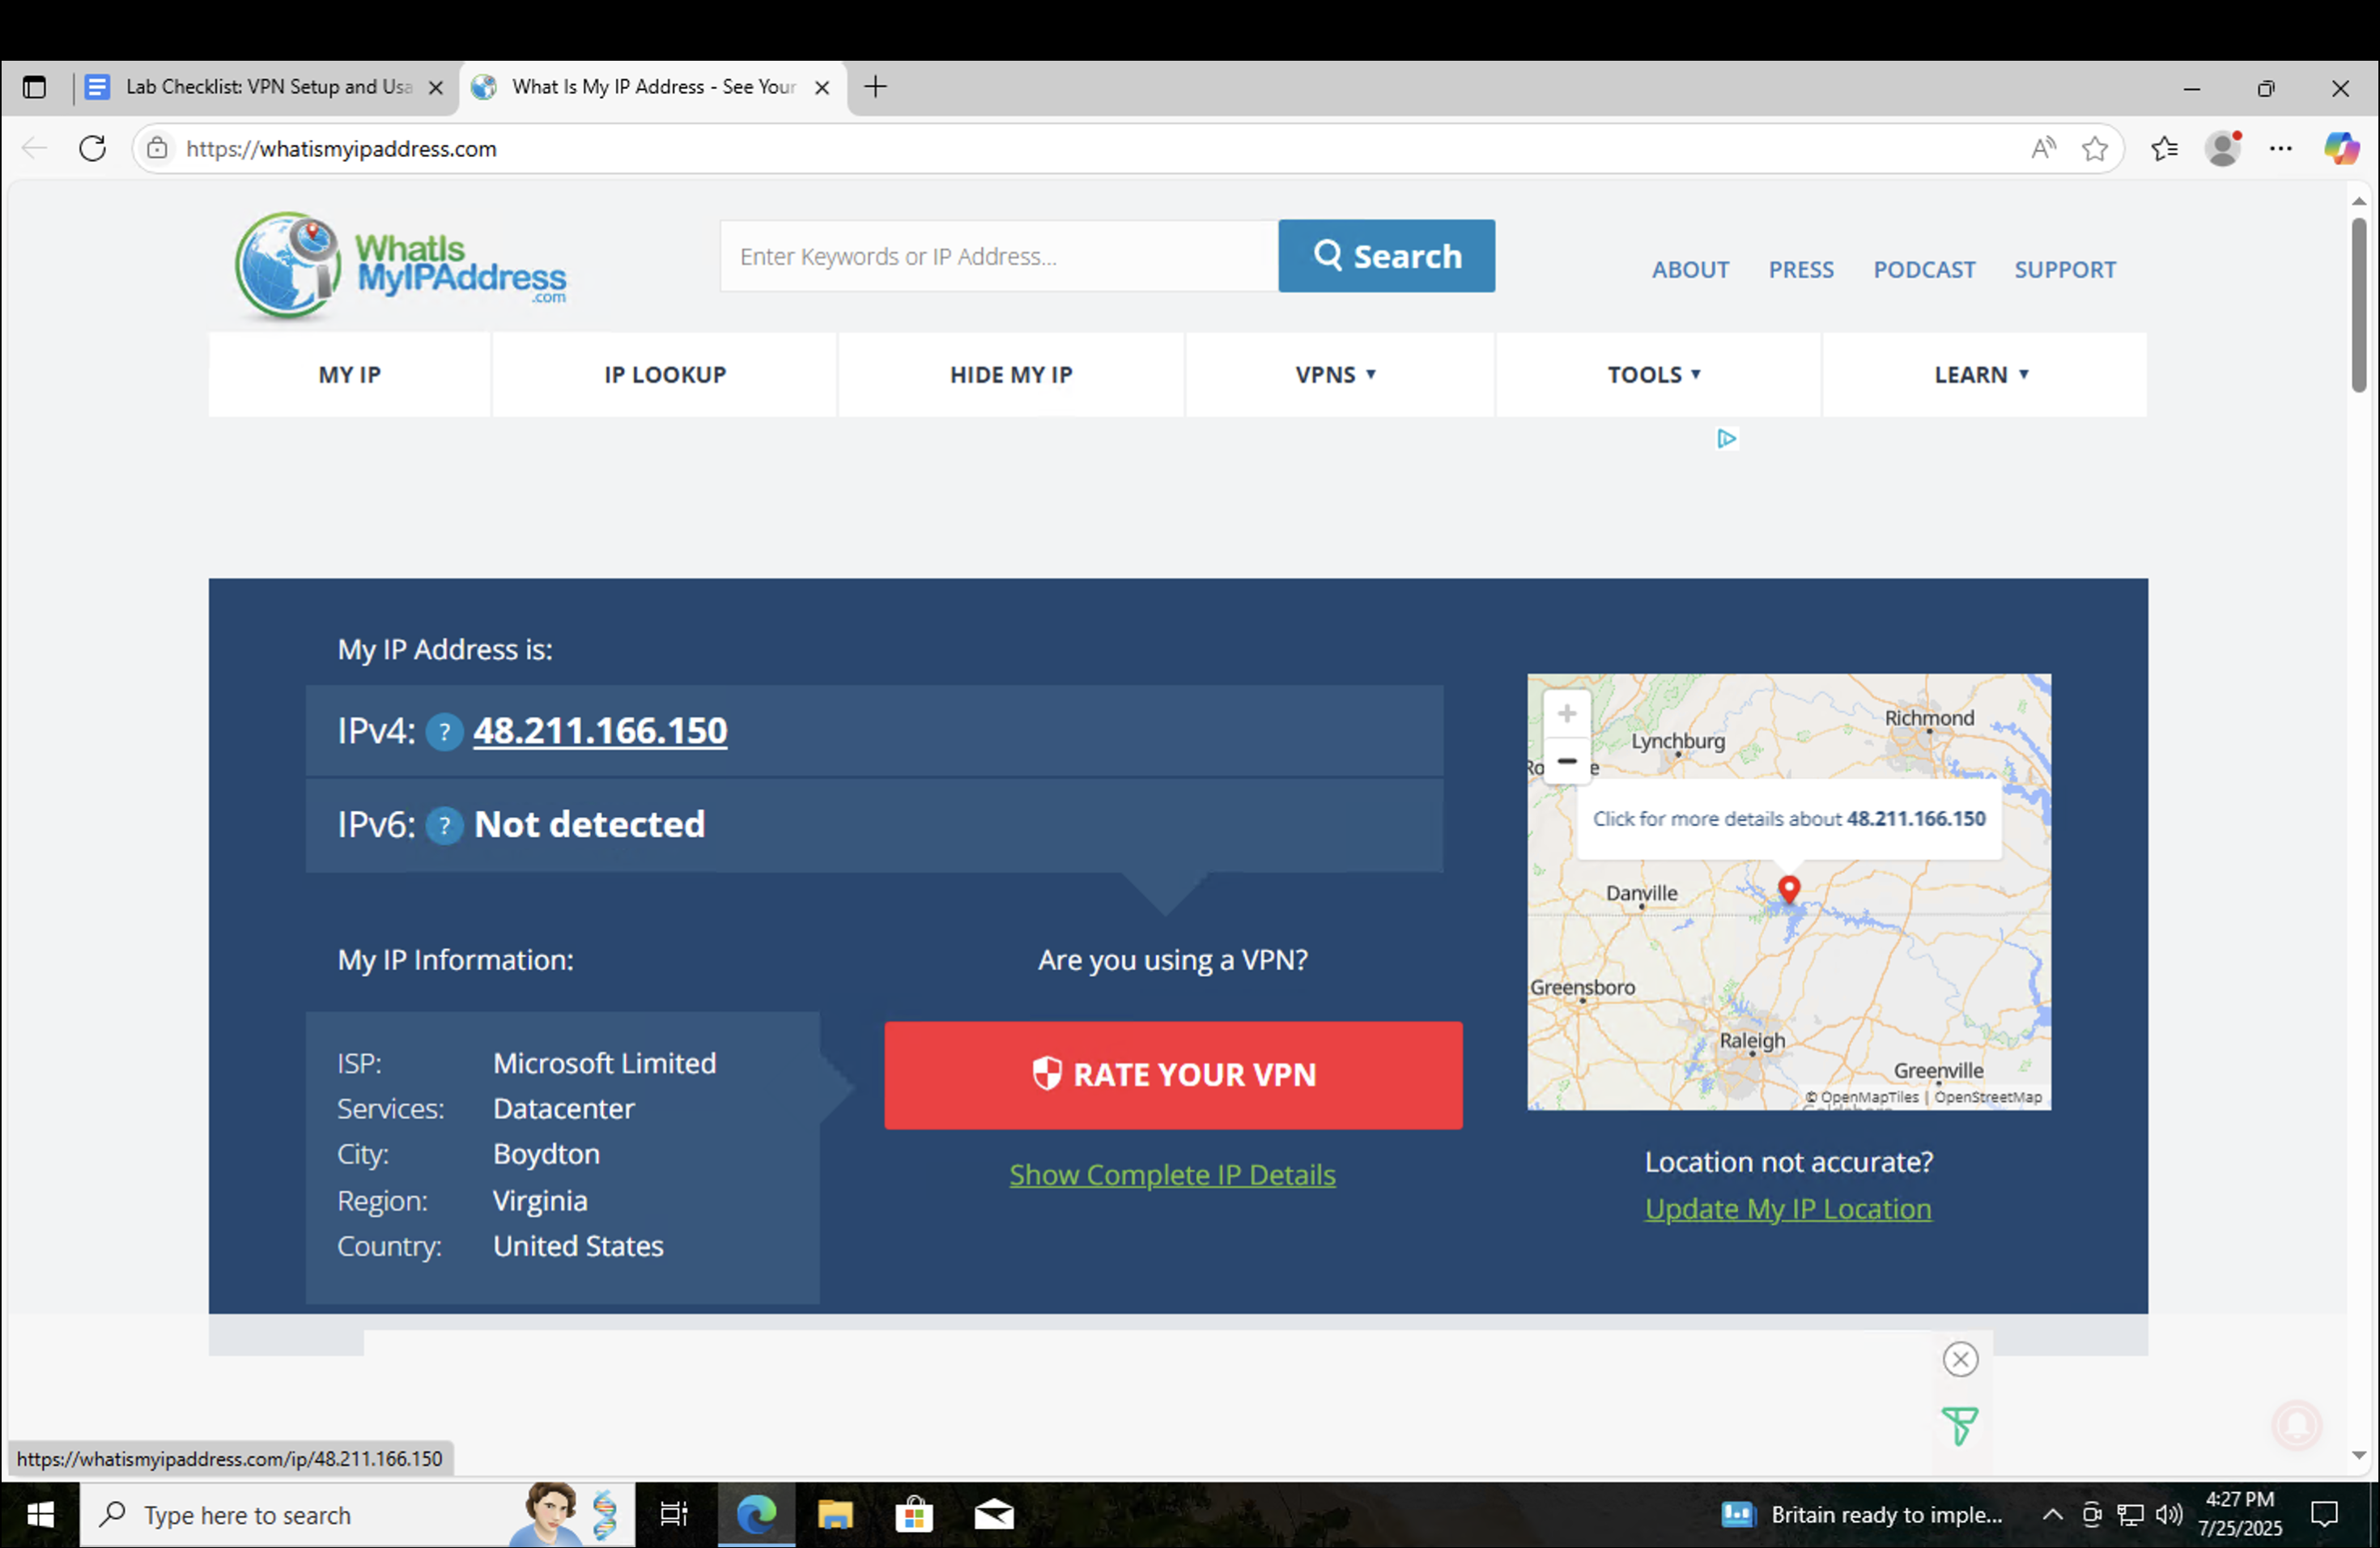 Lab Checklist: VPN Setup and Usa
What Is My IP Address - See Your
https://whatismyipaddress.com
WhatIs
MyIPAddress
.com
Enter Keywords or IP Address...
Search
ABOUT
PRESS
PODCAST
SUPPORT
MY IP
IP LOOKUP
HIDE MY IP
VPNS
TOOLS
LEARN
My IP Address is:
IPv4: ? 48.211.166.150
IPv6: ? Not detected
My IP Information:
ISP: Microsoft Limited
Services: Datacenter
City: Boydton
Region: Virginia
Country: United States
Are you using a VPN?
RATE YOUR VPN
Show Complete IP Details
Richmond
Lynchburg
Click for more details about 48.211.166.150
Danville
Greensboro
Raleigh
Greenville
© OpenMapTiles | OpenStreetMap
Location not accurate?
Update My IP Location
https://whatismyipaddress.com/ip/48.211.166.150
Type here to search
Britain ready to imple...
4:27 PM
7/25/2025